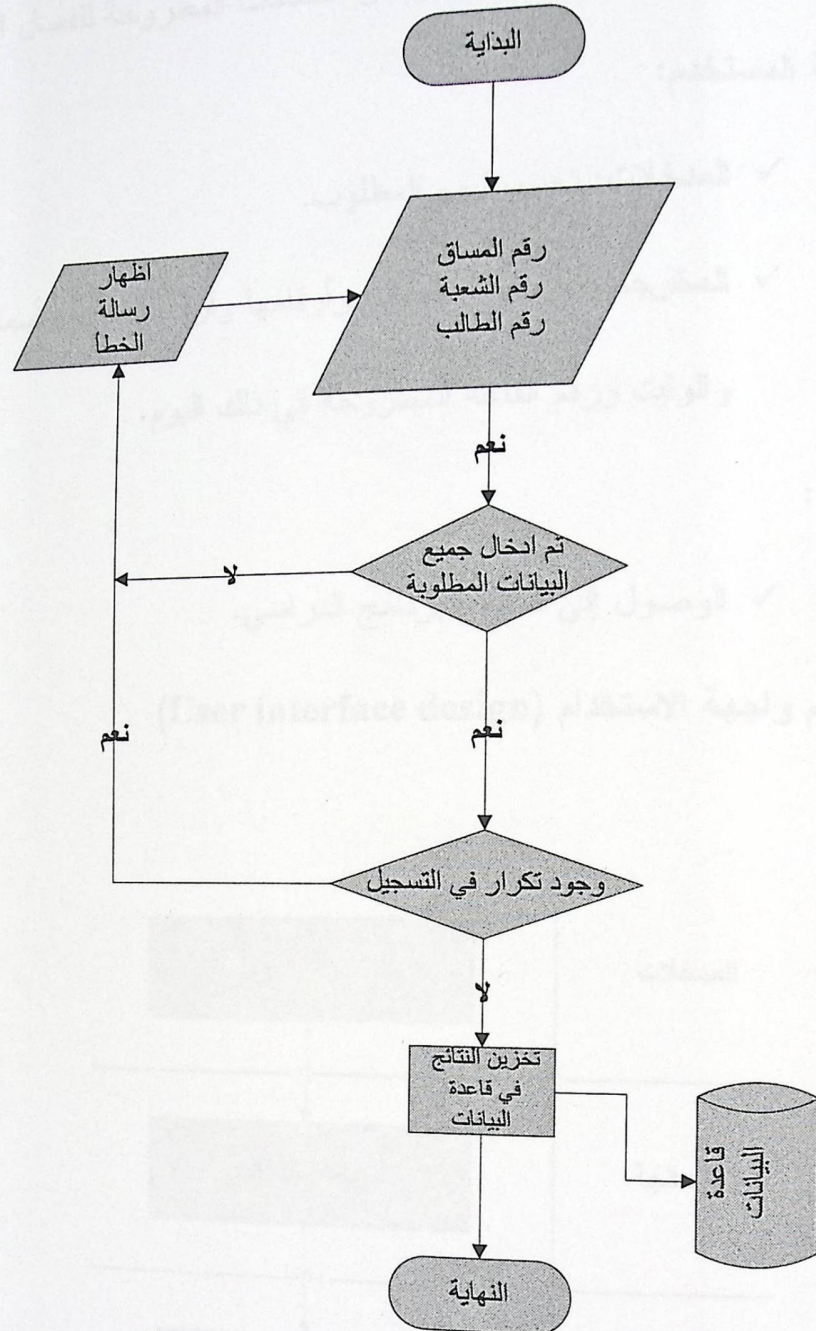 البداية
رقم المساق
رقم الشعبة
رقم الطالب
اظهار
رسالة
الخطأ
نعم
تم ادخال جميع
البيانات المطلوبة
لا
نعم
نعم
وجود تكرار في التسجيل
لا
تخزين النتائج
في قاعدة
البيانات
قاعدة
البيانات
النهاية